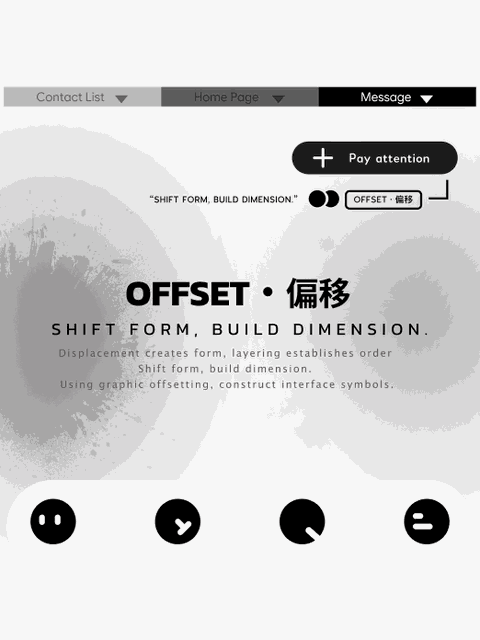 Contact List
Home Page
Message
Pay attention
“SHIFT FORM, BUILD DIMENSION.”
OFFSET · 偏移
OFFSET · 偏移
SHIFT FORM, BUILD DIMENSION.
Displacement creates form, layering establishes order
Shift form, build dimension.
Using graphic offsetting, construct interface symbols.